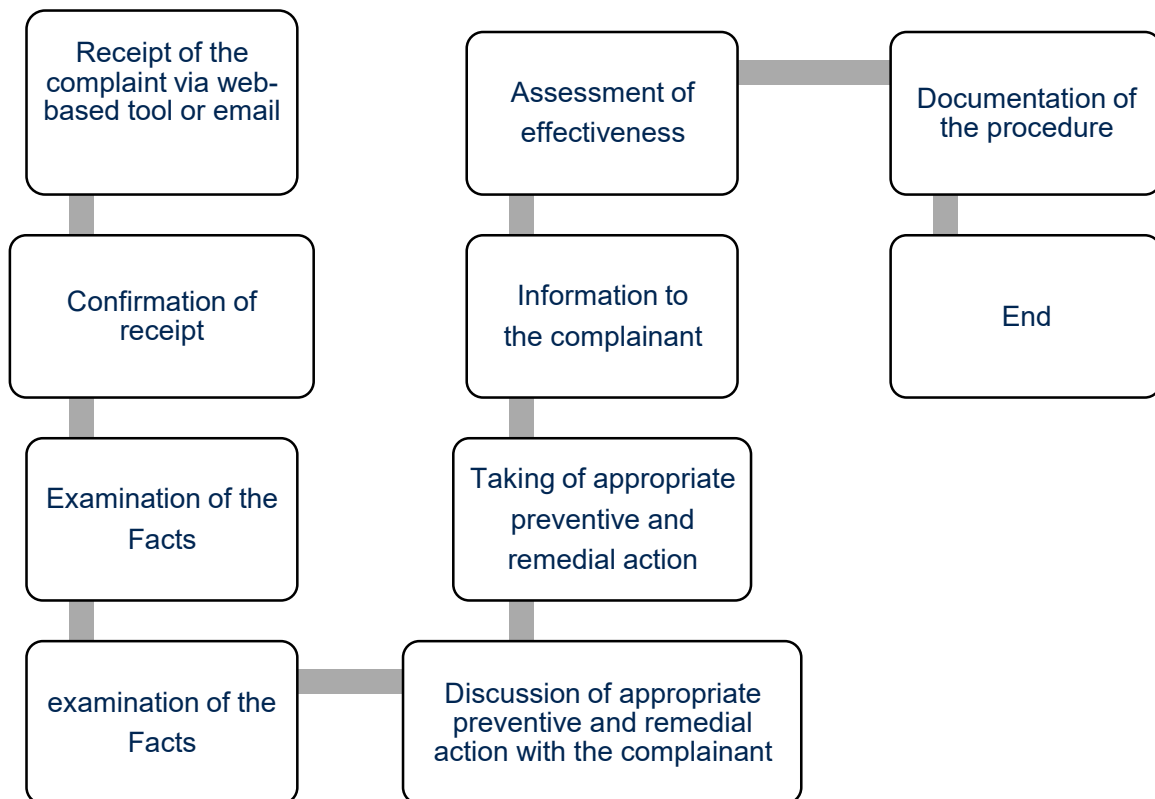 Receipt of the
complaint via web-
based tool or email
Confirmation of
receipt
Examination of the
Facts
examination of the
Facts
Discussion of appropriate
preventive and remedial
action with the complainant
Taking of appropriate
preventive and
remedial action
Information to
the complainant
Assessment of
effectiveness
Documentation of
the procedure
End